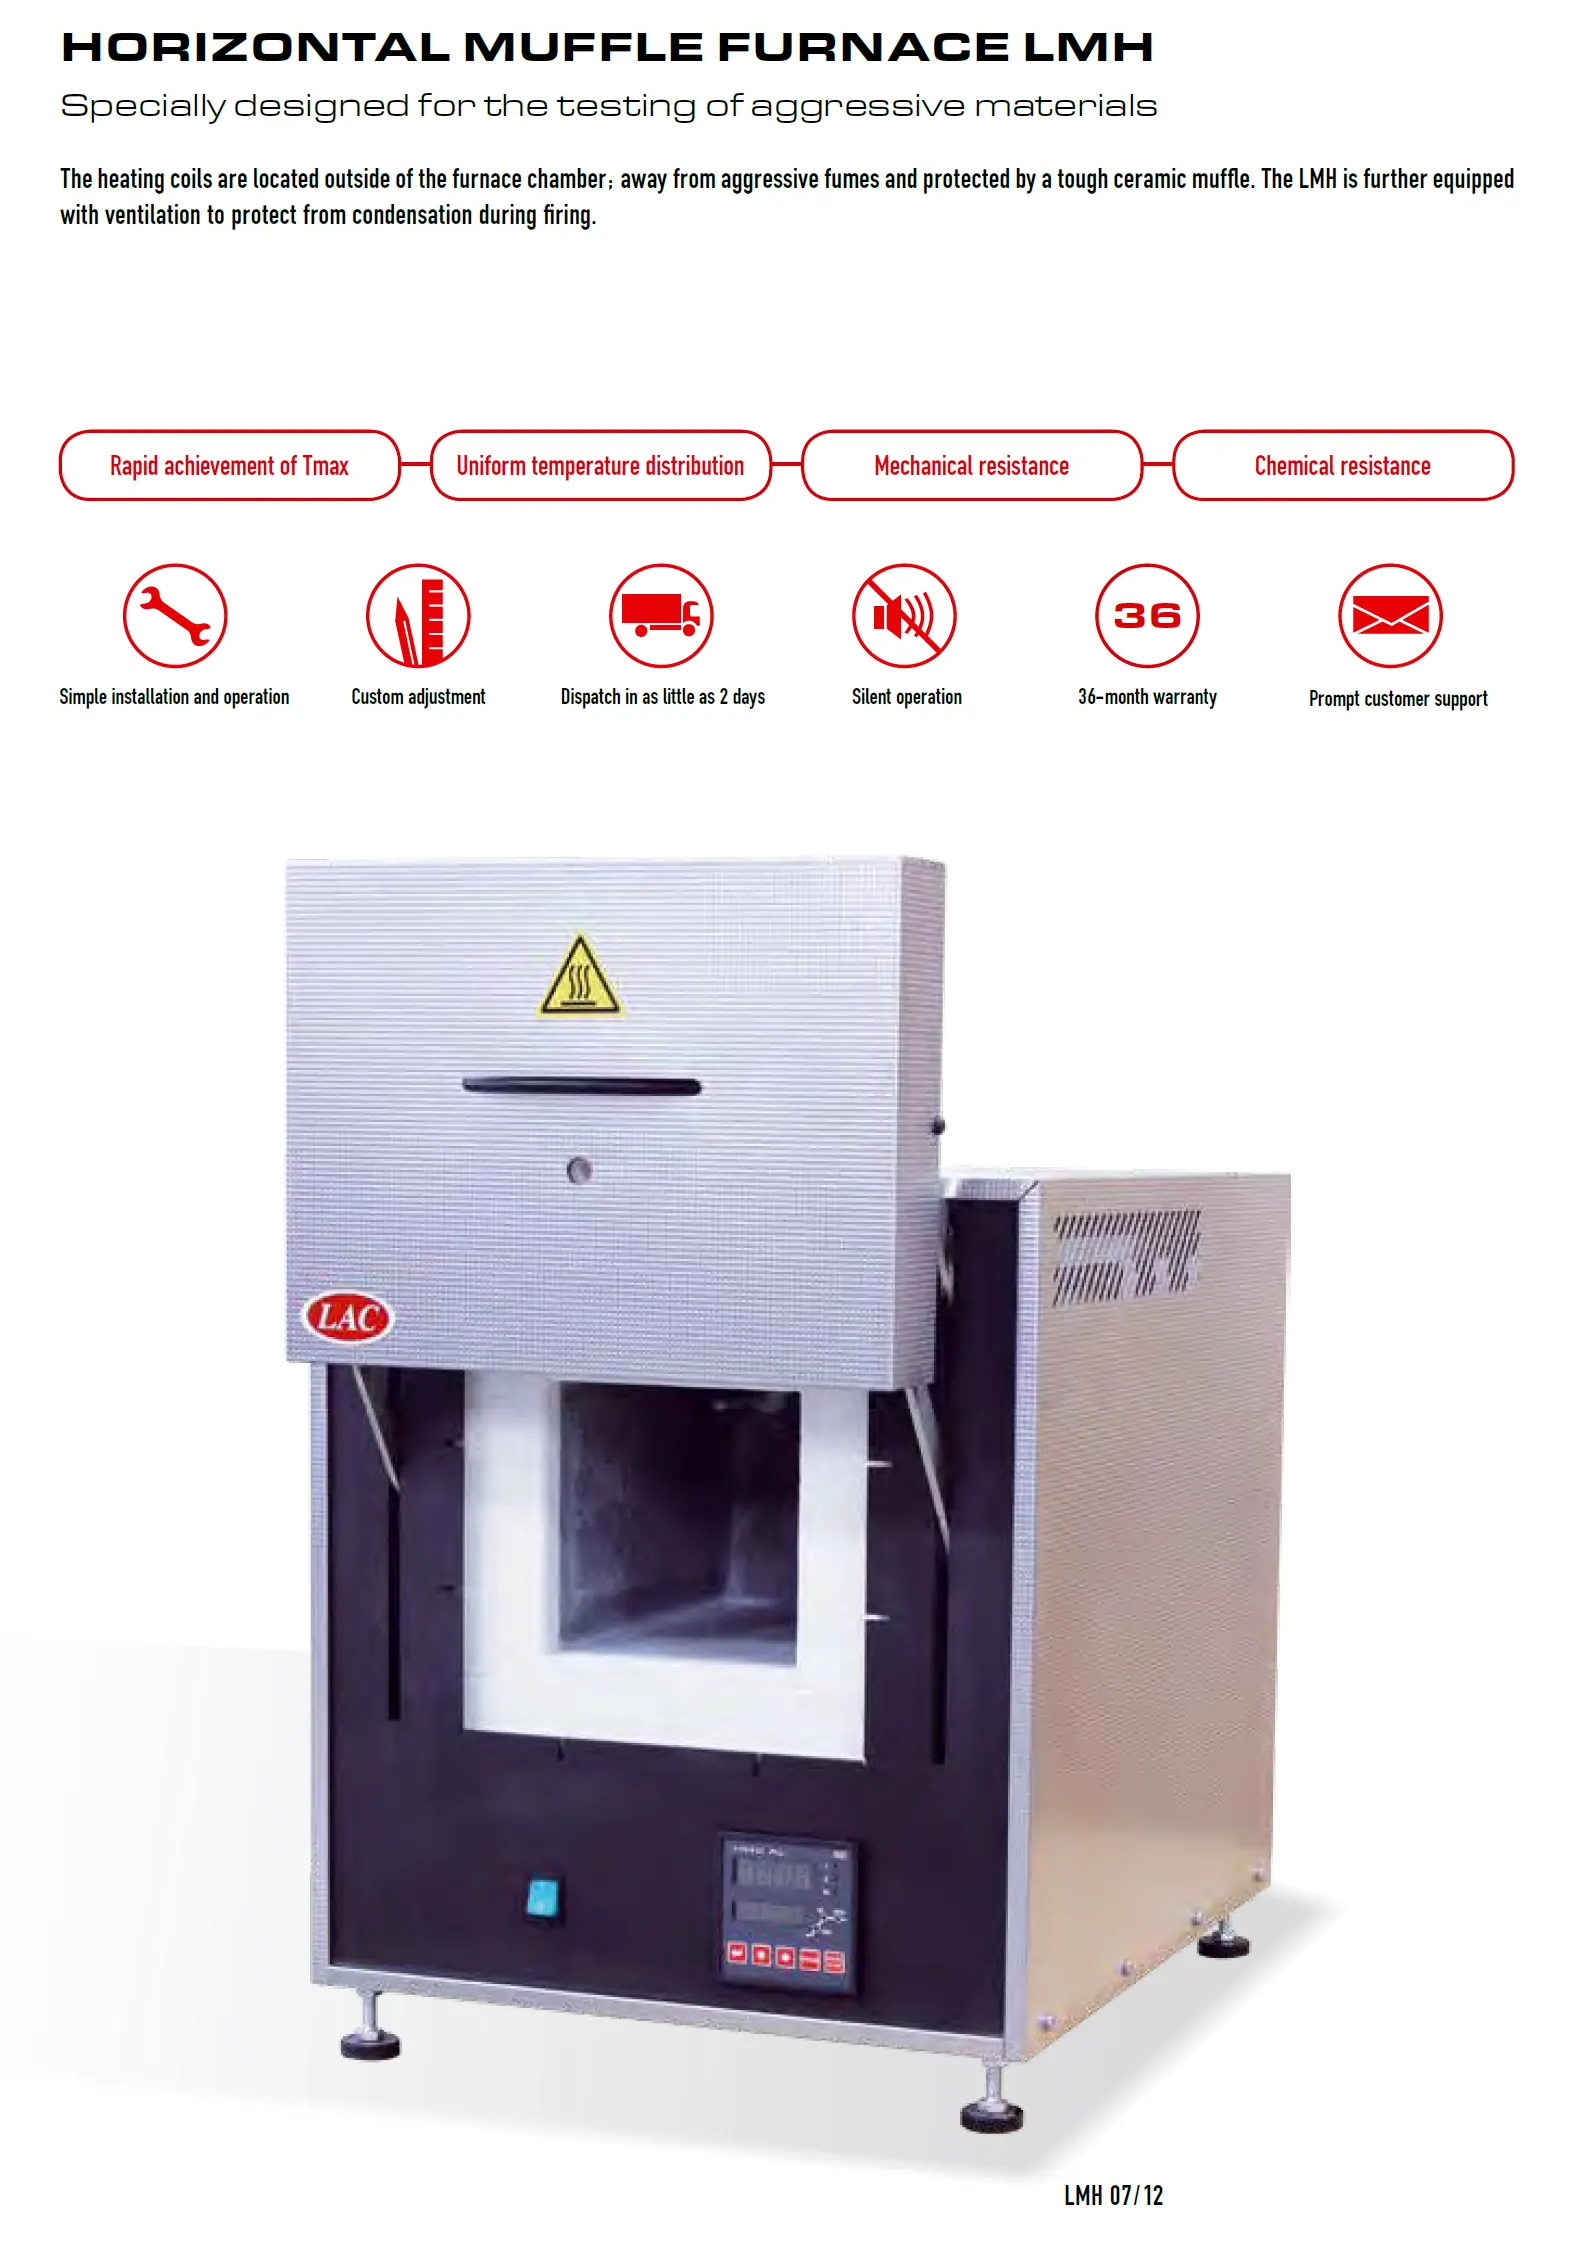 HORIZONTAL MUFFLE FURNACE LMH
Specially designed for the testing of aggressive materials
The heating coils are located outside of the furnace chamber; away from aggressive fumes and protected by a tough ceramic muffle. The LMH is further equipped
with ventilation to protect from condensation during firing.
Rapid achievement of Tmax
Uniform temperature distribution
Mechanical resistance
Chemical resistance
36
Simple installation and operation
Custom adjustment
Dispatch in as little as 2 days
Silent operation
36-month warranty
Prompt customer support
LAC
LMH 07/12